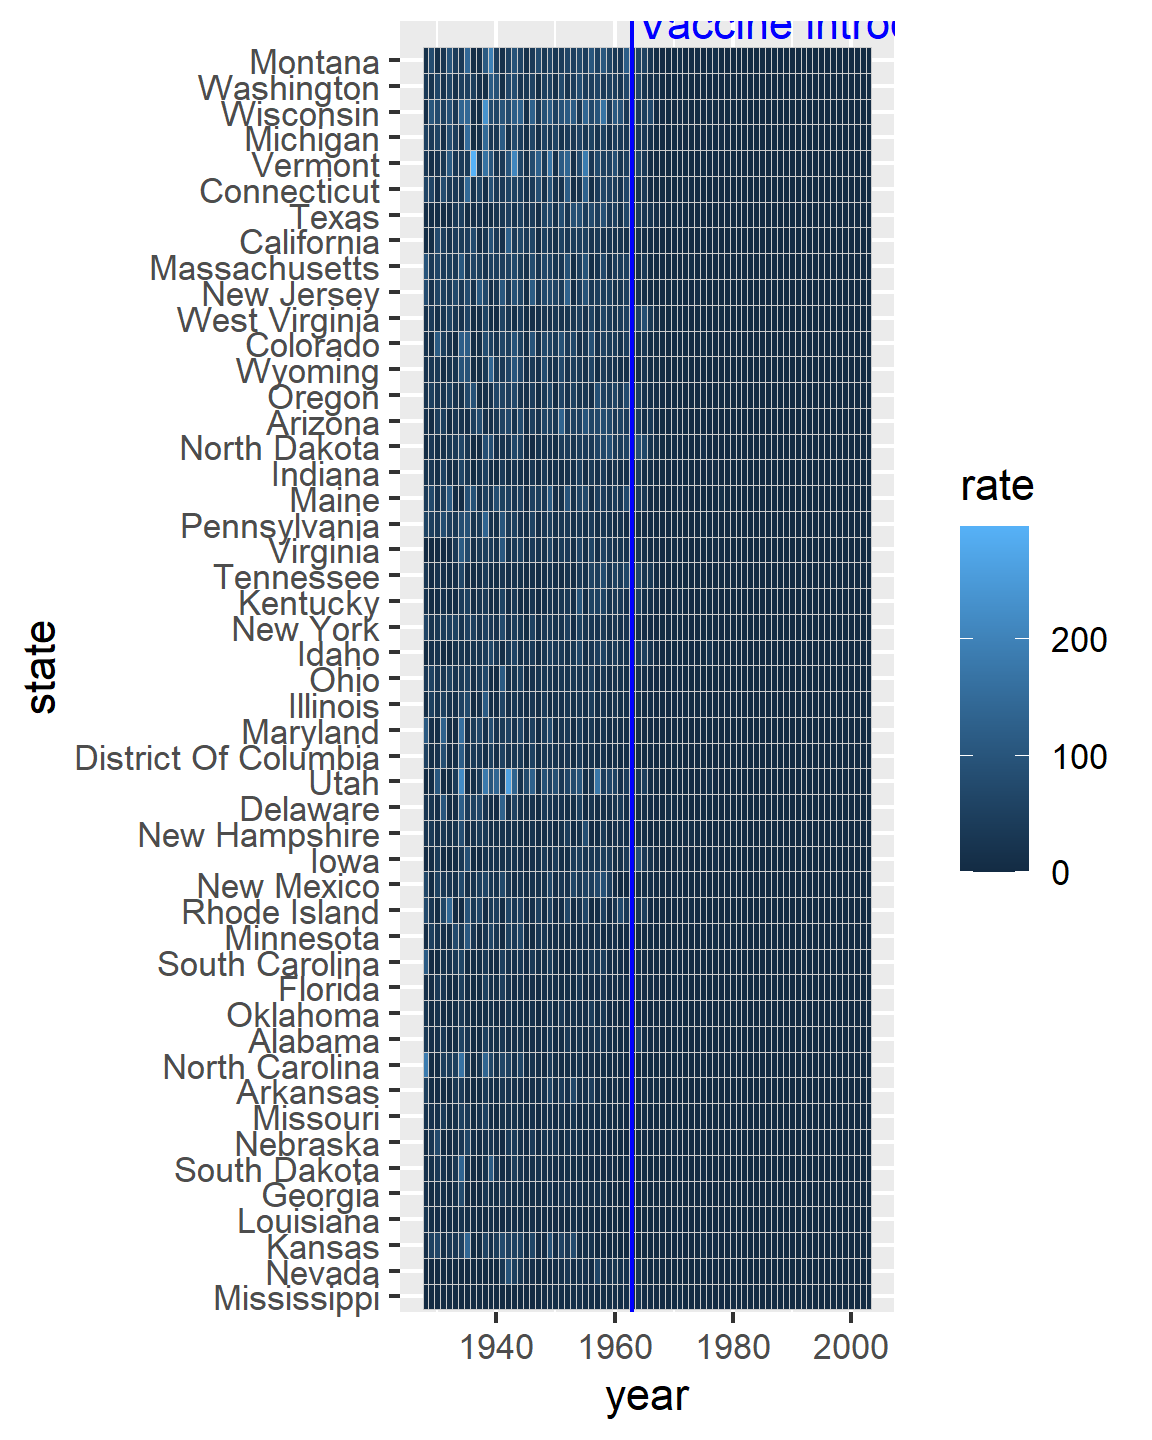 Vaccine Introd
Montana
Washington
Wisconsin
Michigan
Vermont
Connecticut
Texas
California
Massachusetts
New Jersey
West Virginia
Colorado
Wyoming
Oregon
Arizona
North Dakota
Indiana
Maine
Pennsylvania
Virginia
Tennessee
Kentucky
New York
Idaho
Ohio
Illinois
Maryland
District Of Columbia
Utah
Delaware
New Hampshire
Iowa
New Mexico
Rhode Island
Minnesota
South Carolina
Florida
Oklahoma
Alabama
North Carolina
Arkansas
Missouri
Nebraska
South Dakota
Georgia
Louisiana
Kansas
Nevada
Mississippi
state
1940 1960 1980 2000
year
rate
200
100
0